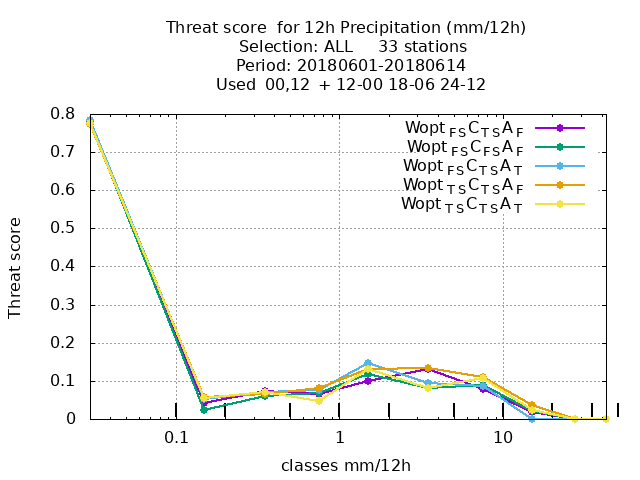 Threat score  for 12h Precipitation (mm/12h)
Selection: ALL     33 stations
Period: 20180601-20180614
Used  00,12  + 12-00 18-06 24-12
Wopt FS C TS A F
Wopt FS C FS A F
Wopt FS C TS A T
Wopt TS C TS A F
Wopt TS C TS A T
0.8
0.7
0.6
0.5
0.4
0.3
0.2
0.1
0
Threat score
0.1 1 10
classes mm/12h